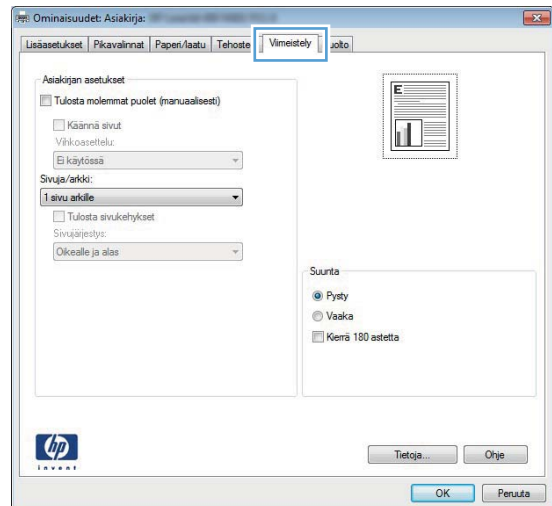 Ominaisuudet: Asiakirja:
Lisäasetukset Pikavalinnat Paperi/laatu Tehoste Viimeistely uolto
Asiakirjan asetukset
Tulosta molemmat puolet (manuaalisesti)
Käännä sivut
Vihkoasettelu:
Ei käytössä
Sivuja/arkki:
1 sivu arkille
Tulosta sivukehykset
Sivujärjestys:
Oikealle ja alas
E
Suunta
Pysty
Vaaka
Kierrä 180 astetta
hp
invent
Tietoja... Ohje
OK Peruuta